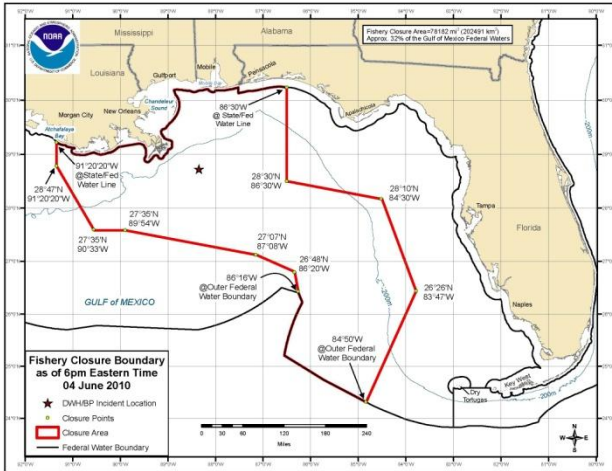 NOAA
Mississippi
Alabama
Fishery Closure Area=78182 mi² (202491 km²)
Approx. 32% of the Gulf of Mexico Federal Waters
Louisiana
Gulfport
Mobile
Pensacola
Morgan City
New Orleans
Chandeleur
Sound
Atchafalaya
Bay
86°30'W
@ State/Fed
Water Line
Apalachicola
91°20'20"W
@State/Fed
Water Line
28°47'N
91°20'20"W
28°30'N
86°30'W
28°10'N
84°30'W
Tampa
Florida
27°35'N
90°33'W
27°35'N
89°54'W
27°07'N
87°08'W
26°48'N
86°20'W
-200m
86°16'W
@Outer Federal
Water Boundary
26°26'N
83°47'W
GULF of MEXICO
Naples
84°50'W
@Outer Federal
Water Boundary
Key West
Dry
Tortugas
-200m
Fishery Closure Boundary
as of 6pm Eastern Time
04 June 2010
DWH/BP Incident Location
Closure Points
Closure Area
Federal Water Boundary
0 30 60 120 180 240
Miles
N
W E
S